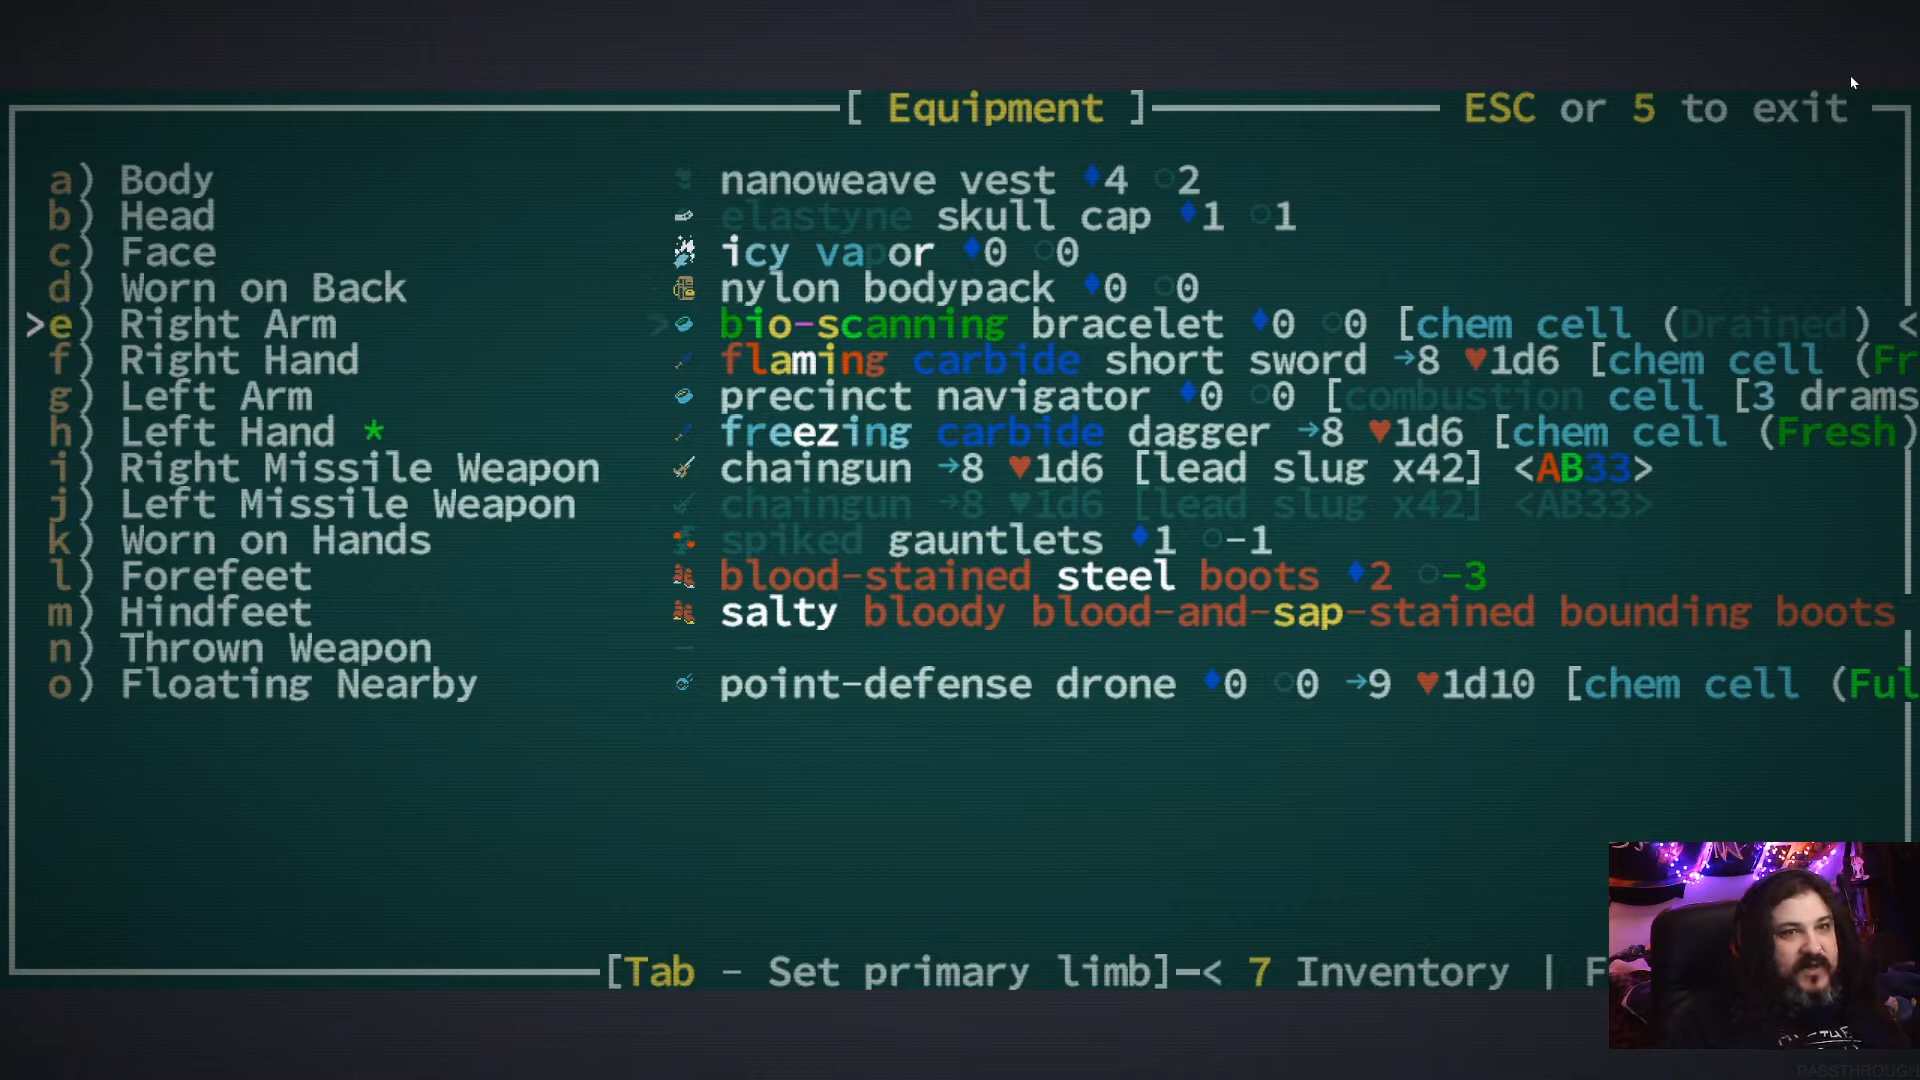 [ Equipment ] ESC or 5 to exit
a) Body nanoweave vest ♦4 ○2
b) Head elastyne skull cap ♦1 ○1
c) Face icy vapor ♦0 ○0
d) Worn on Back nylon bodypack ♦0 ○0
>e) Right Arm > bio-scanning bracelet ♦0 ○0 [chem cell (Drained) <
f) Right Hand flaming carbide short sword →8 ♥1d6 [chem cell (Fr
g) Left Arm precinct navigator ♦0 ○0 [combustion cell [3 drams
h) Left Hand * freezing carbide dagger →8 ♥1d6 [chem cell (Fresh)
i) Right Missile Weapon chaingun →8 ♥1d6 [lead slug x42] <AB33>
j) Left Missile Weapon chaingun →8 ♥1d6 [lead slug x42] <AB33>
k) Worn on Hands spiked gauntlets ♦1 ○-1
l) Forefeet blood-stained steel boots ♦2 ○-3
m) Hindfeet salty bloody blood-and-sap-stained bounding boots
n) Thrown Weapon –
o) Floating Nearby point-defense drone ♦0 ○0 →9 ♥1d10 [chem cell (Ful
[Tab – Set primary limb]–< 7 Inventory | F
PASSTHROUGH